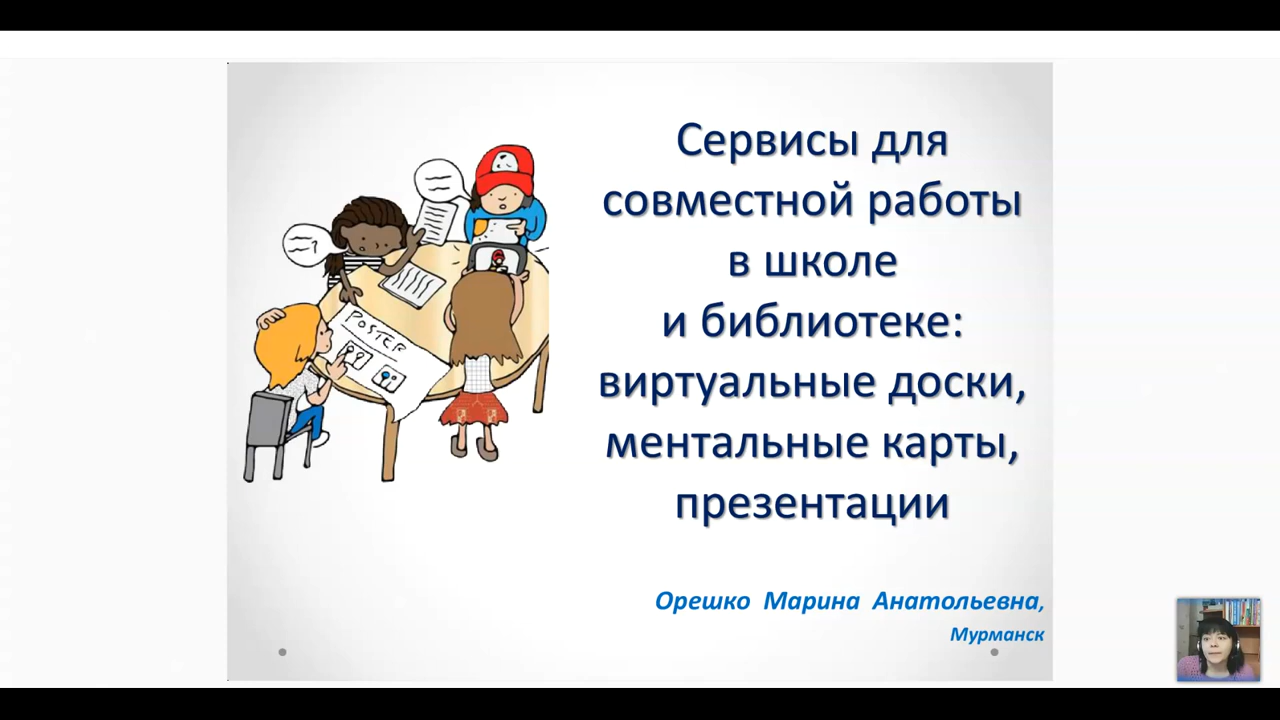 Сервисы для
совместной работы
в школе
и библиотеке:
виртуальные доски,
ментальные карты,
презентации
POSTER
Орешко Марина Анатольевна,
Мурманск